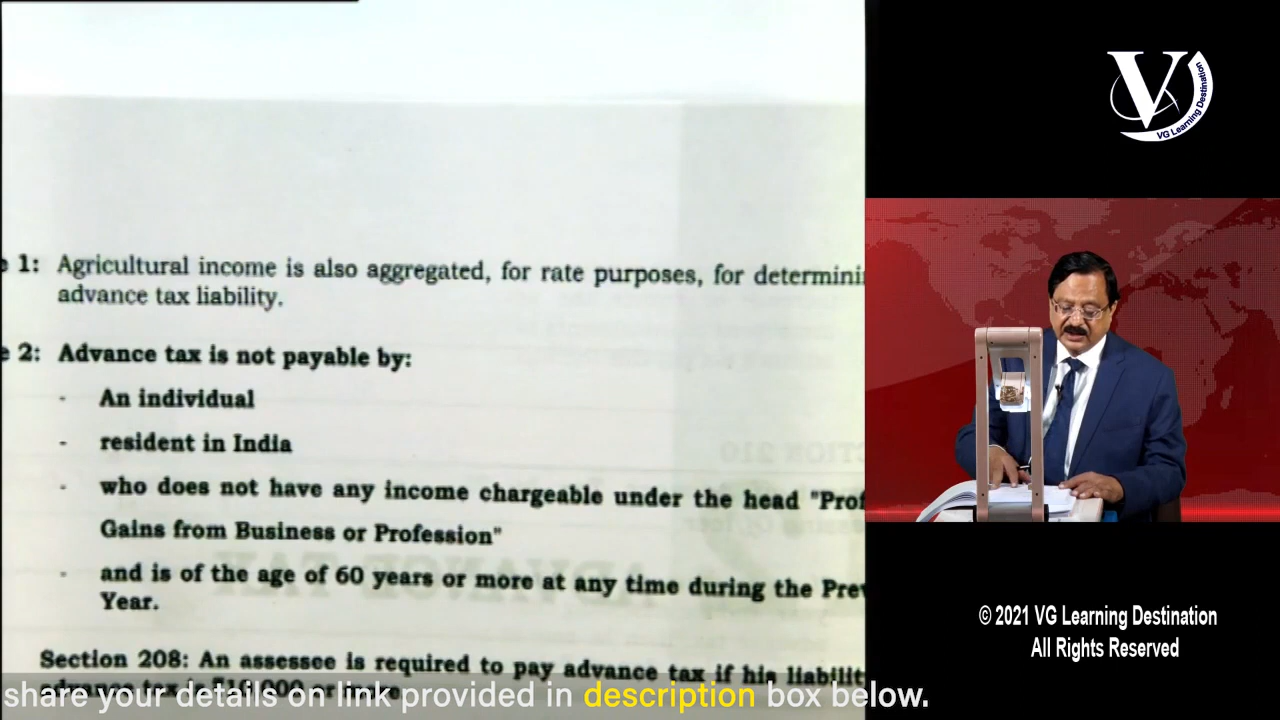 1: Agricultural income is also aggregated, for rate purposes, for
advance tax liability.
2: Advance tax is not payable by:
- An individual
- resident in India
- who does not have any income chargeable under the head
Gains from Business or Profession"
- and is of the age of 60 years or more at any time during the
Year.
Section 208: An assessee is required to pay advance tax if his
share your details on link provided in description box below.
V
VG Learning Destination
© 2021 VG Learning Destination
All Rights Reserved